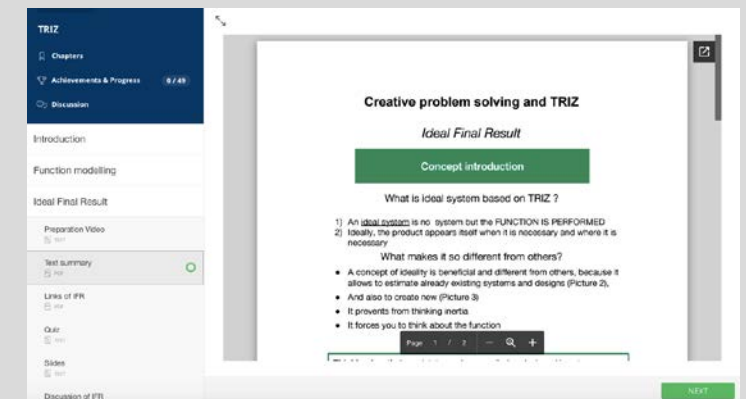 TRIZ
Chapters
Achievements & Progress 0 / 49
Discussion
Introduction
Function modelling
Ideal Final Result
Preparation Video
Text summary
PDF
Links of IFR
PDF
Quiz
Slides
Discussion of IFR
Creative problem solving and TRIZ
Ideal Final Result
Concept introduction
What is ideal system based on TRIZ ?
1) An ideal system is no system but the FUNCTION IS PERFORMED
2) Ideally, the product appears itself when it is necessary and where it is
necessary
What makes it so different from others?
• A concept of ideality is beneficial and different from others, because it
allows to estimate already existing systems and designs (Picture 2),
• And also to create new (Picture 3)
• It prevents from thinking inertia
• It forces you to think about the function
Page 1 / 2
NEXT